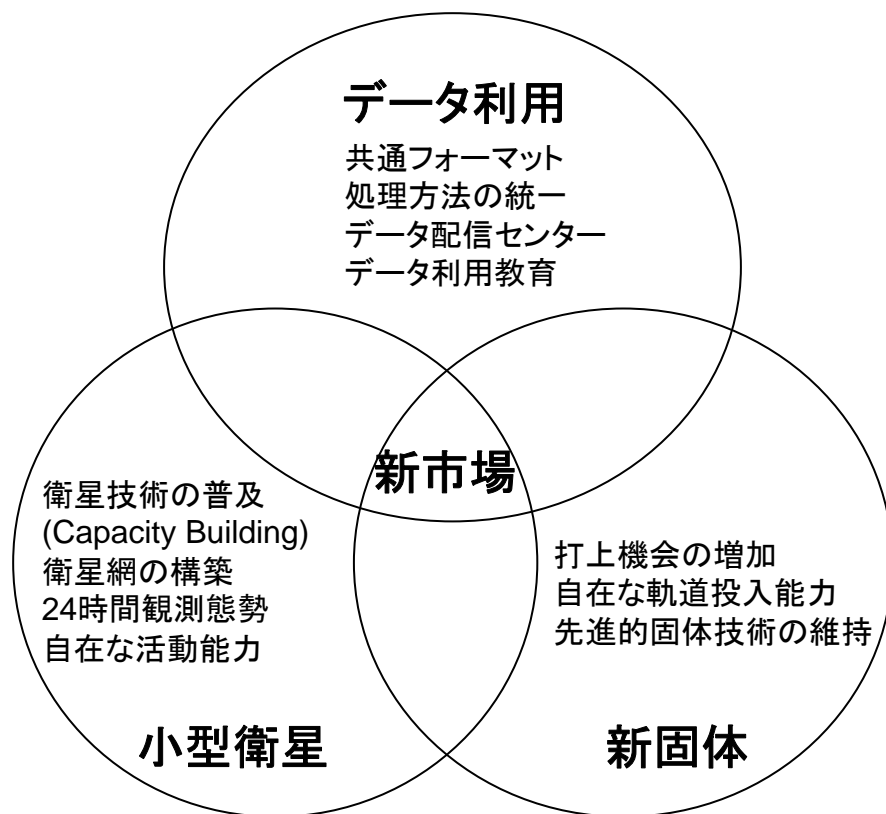 データ利用
共通フォーマット
処理方法の統一
データ配信センター
データ利用教育
新市場
衛星技術の普及
(Capacity Building)
衛星網の構築
24時間観測態勢
自在な活動能力
小型衛星
打上機会の増加
自在な軌道投入能力
先進的固体技術の維持
新固体